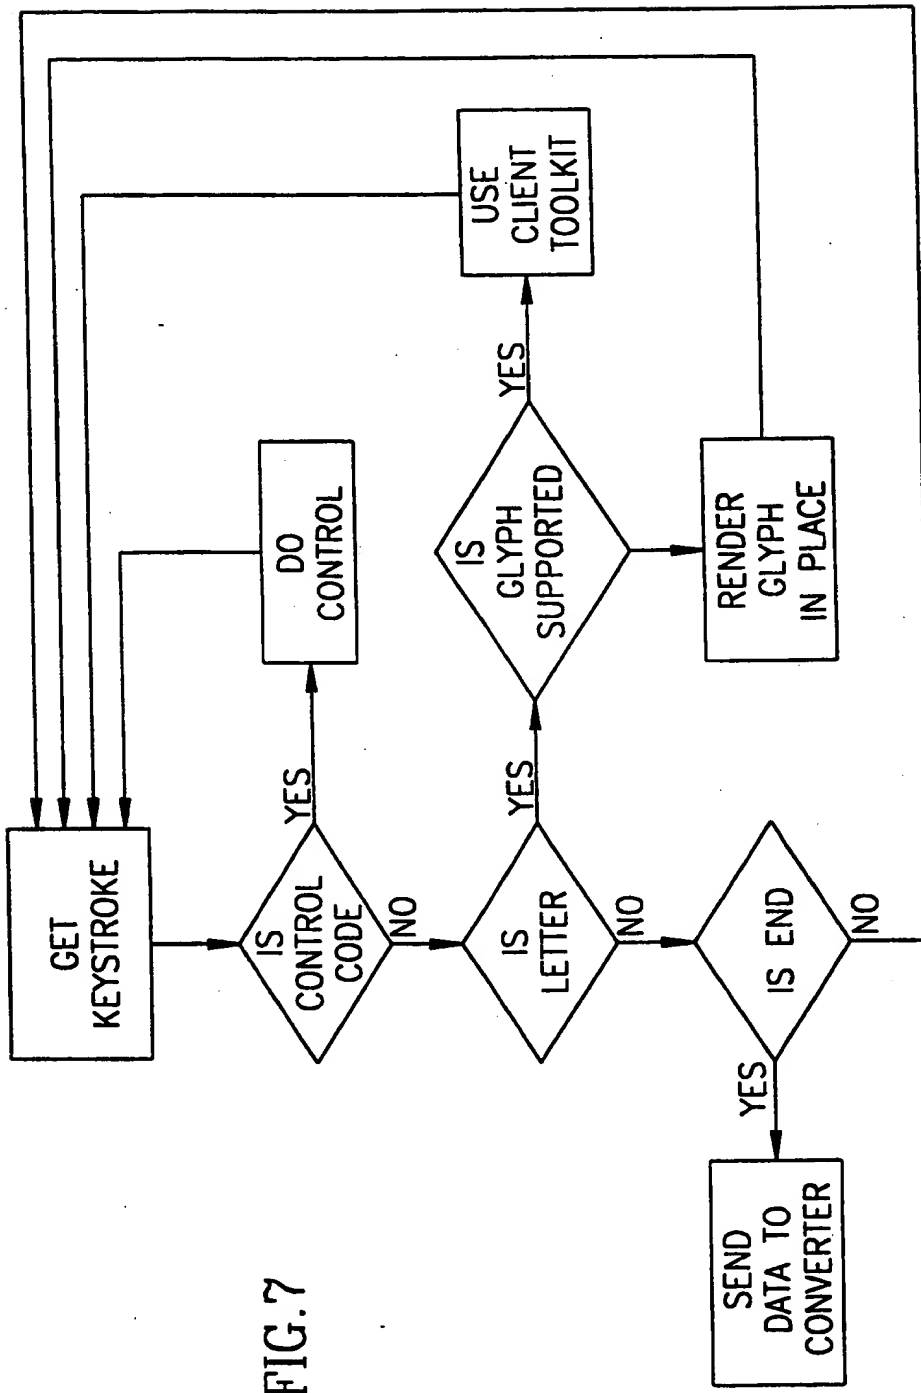 GET
KEYSTROKE
IS
CONTROL
CODE
YES
DO
CONTROL
NO
IS
LETTER
YES
IS
GLYPH
SUPPORTED
YES
USE
CLIENT
TOOLKIT
RENDER
GLYPH
IN PLACE
NO
IS END
NO
YES
SEND
DATA TO
CONVERTER
FIG.7